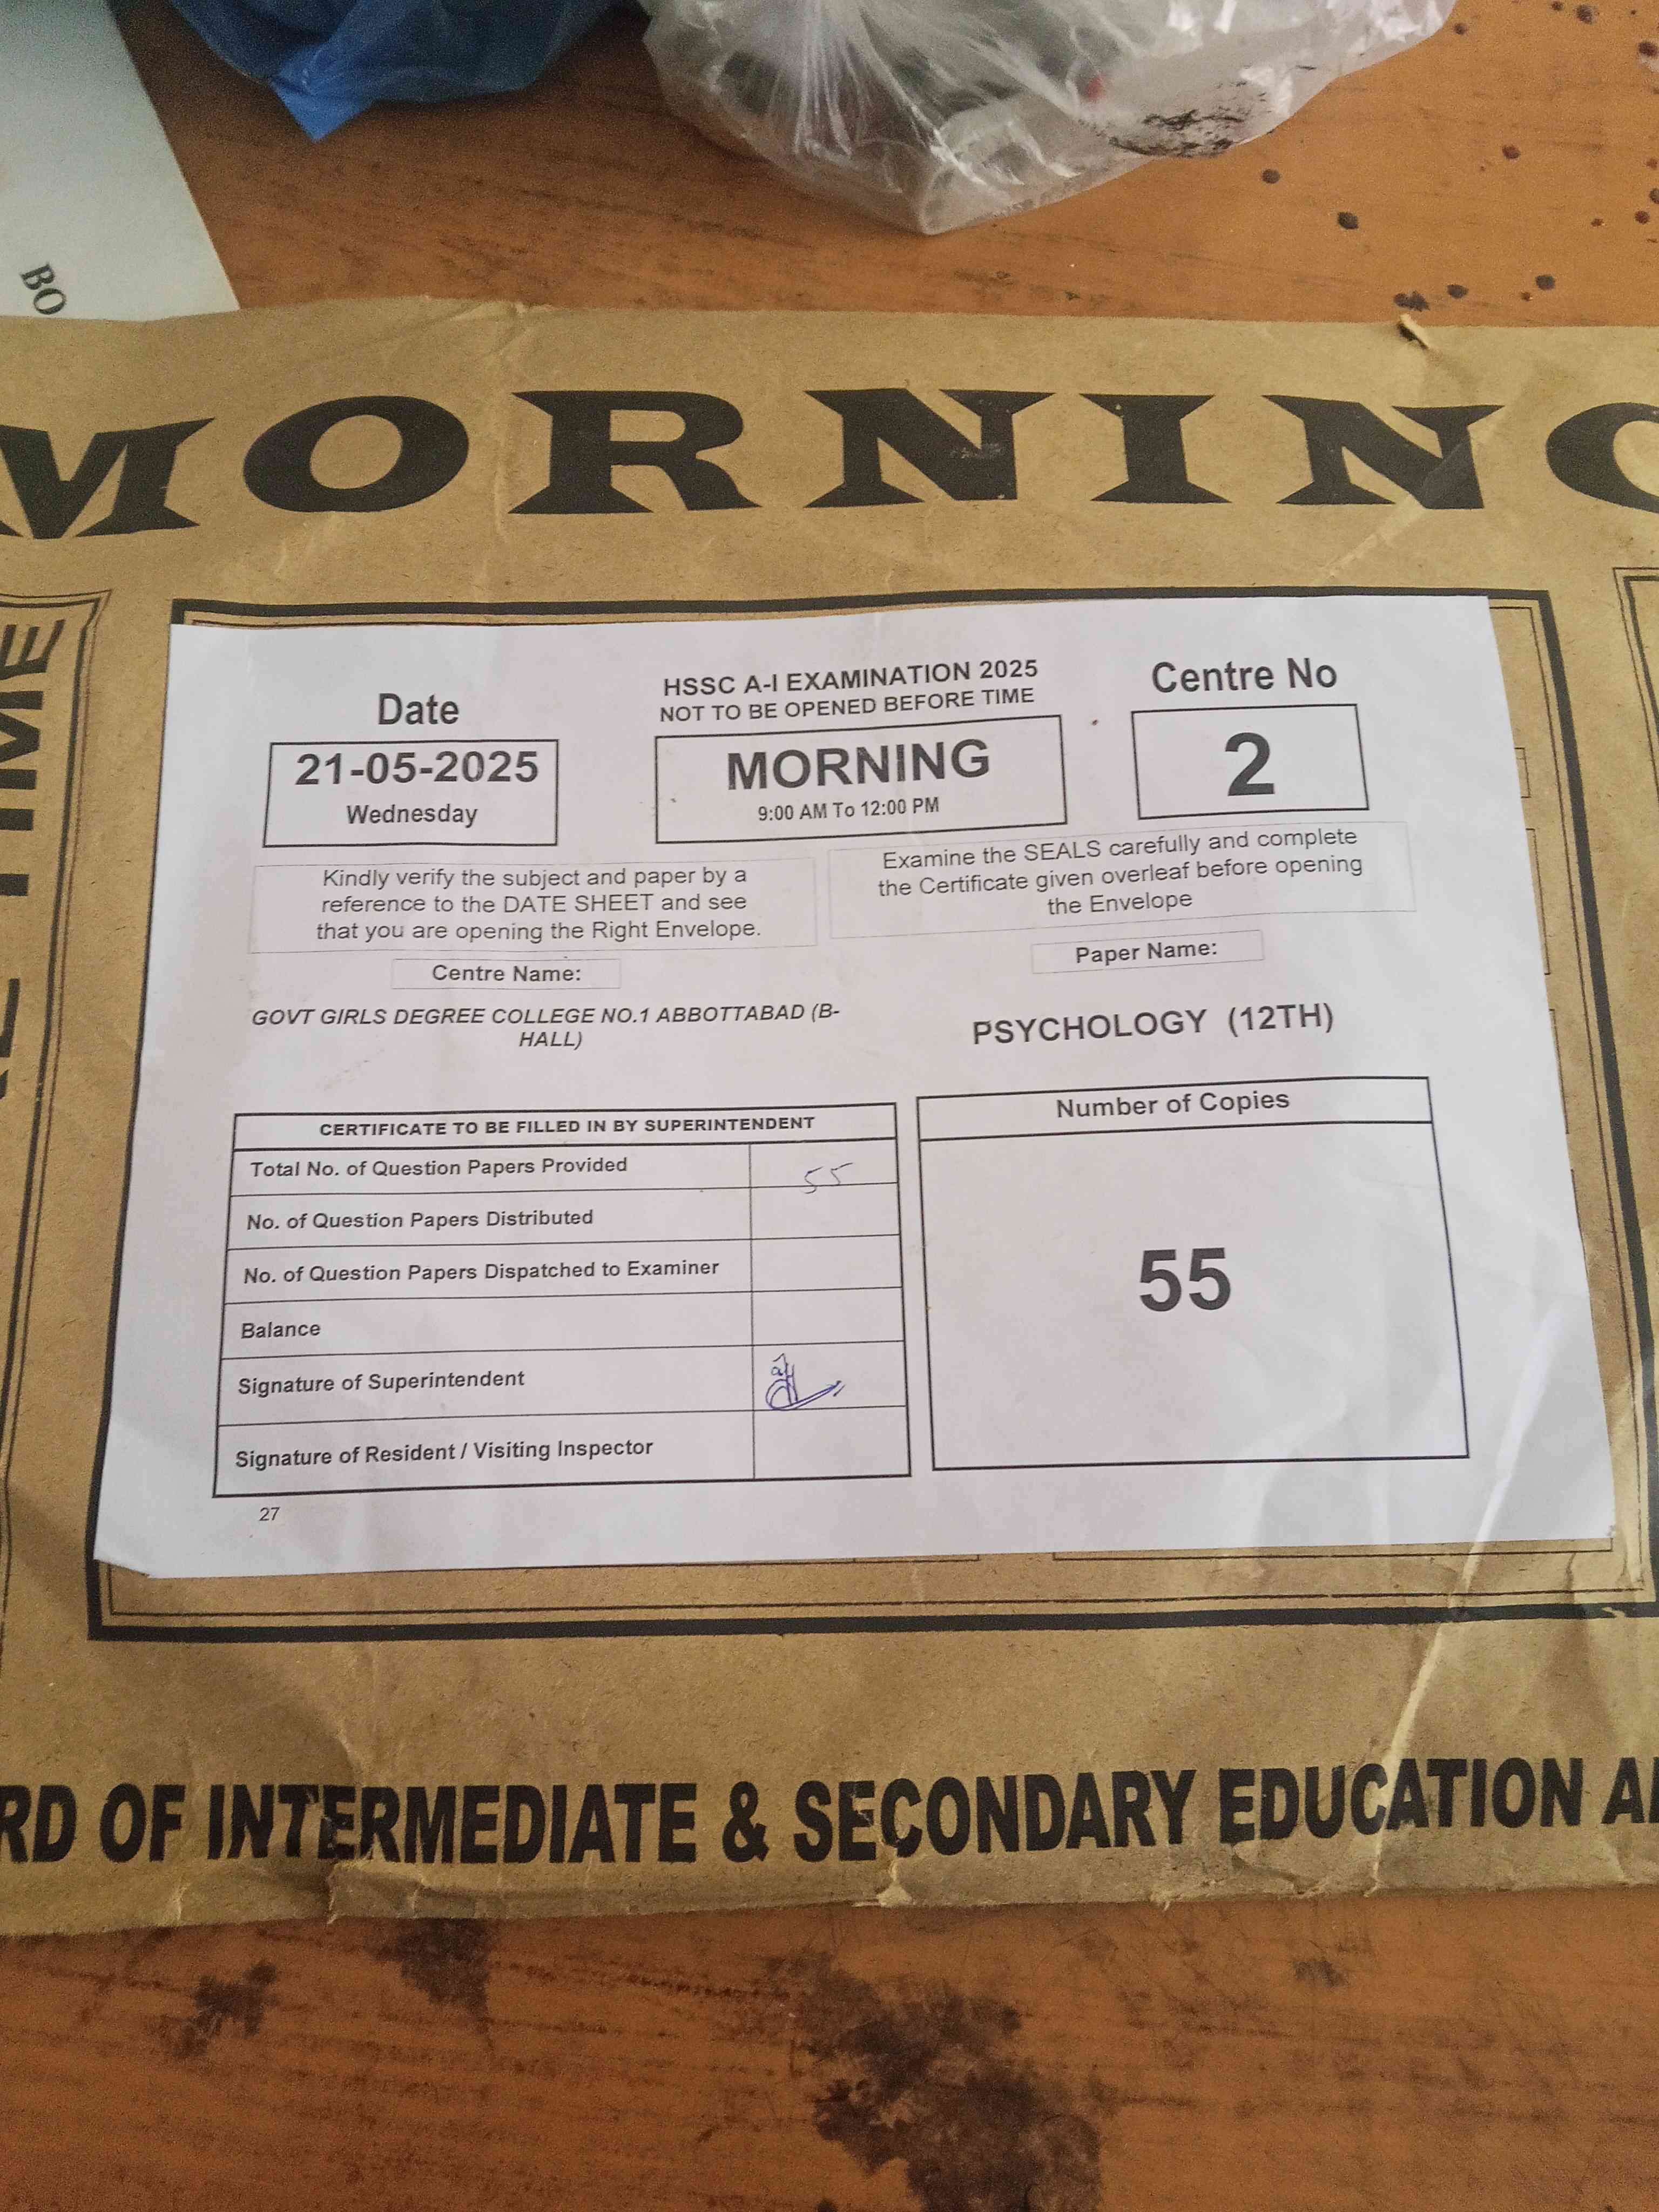 BO
MORNING
TIME
HSSC A-I EXAMINATION 2025
NOT TO BE OPENED BEFORE TIME
Date
21-05-2025
Wednesday
MORNING
9:00 AM To 12:00 PM
Centre No
2
Kindly verify the subject and paper by a
reference to the DATE SHEET and see
that you are opening the Right Envelope.
Examine the SEALS carefully and complete
the Certificate given overleaf before opening
the Envelope
Centre Name:
GOVT GIRLS DEGREE COLLEGE NO.1 ABBOTTABAD (B-
HALL)
Paper Name:
PSYCHOLOGY (12TH)
CERTIFICATE TO BE FILLED IN BY SUPERINTENDENT
Total No. of Question Papers Provided 55
No. of Question Papers Distributed
No. of Question Papers Dispatched to Examiner
Balance
Signature of Superintendent
Signature of Resident / Visiting Inspector
Number of Copies
55
27
RD OF INTERMEDIATE & SECONDARY EDUCATION A